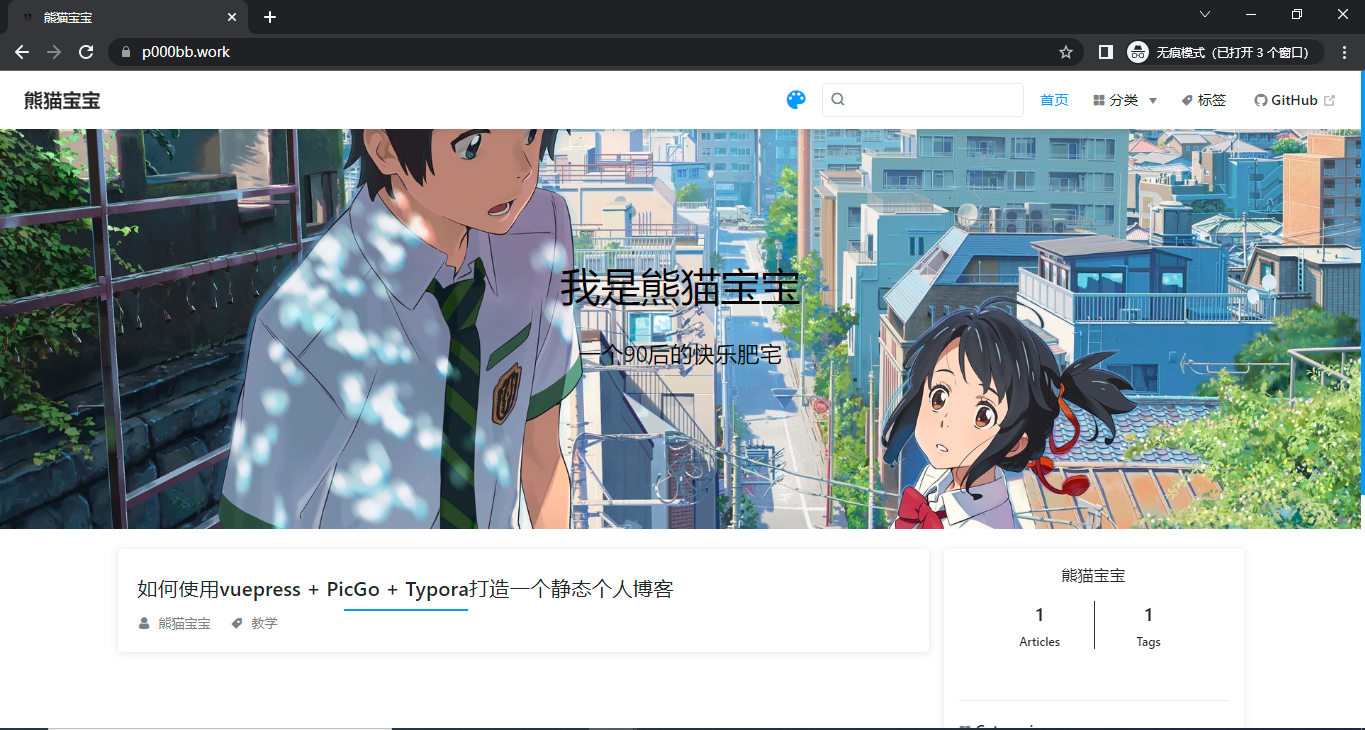 熊猫宝宝
p000bb.work
无痕模式（已打开 3 个窗口）
熊猫宝宝
首页
分类
标签
GitHub
我是熊猫宝宝
一个90后的快乐肥宅
如何使用vuepress + PicGo + Typora打造一个静态个人博客
熊猫宝宝 教学
熊猫宝宝
1 1
Articles Tags